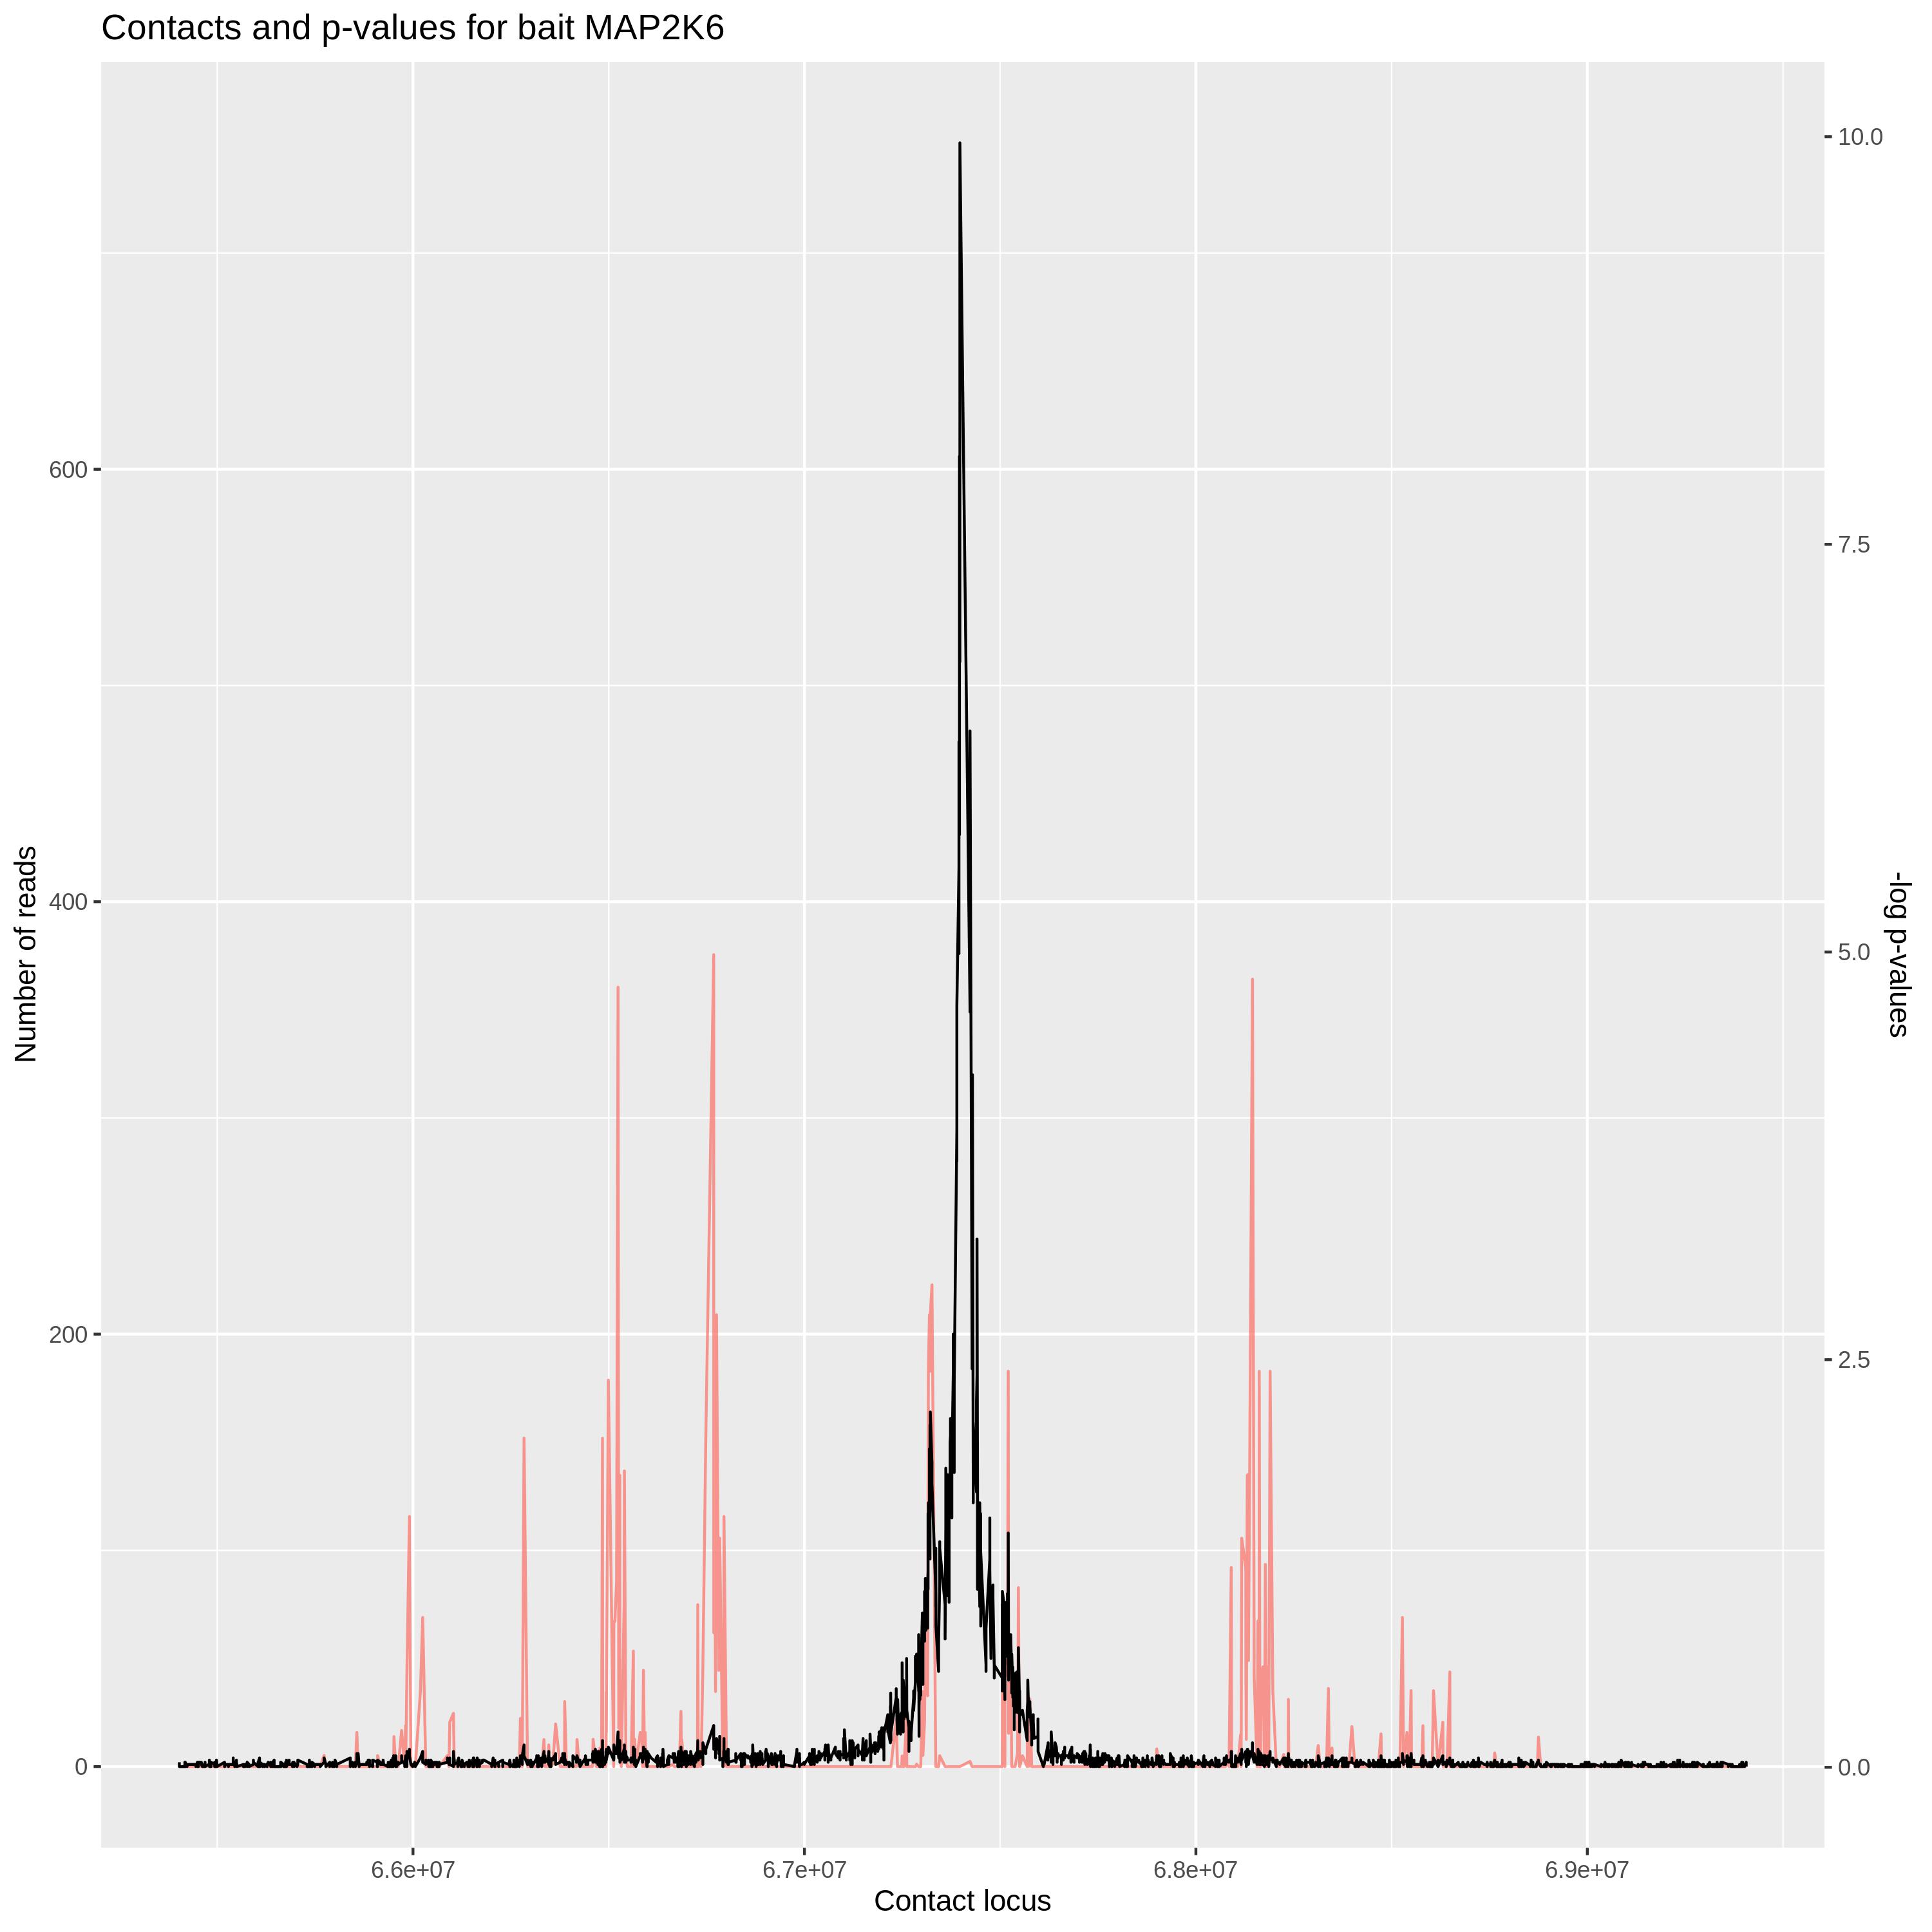 Contacts and p-values for bait MAP2K6
Number of reads
600
400
200
0
10.0
7.5
5.0
2.5
0.0
-log p-values
6.6e+07 6.7e+07 6.8e+07 6.9e+07
Contact locus